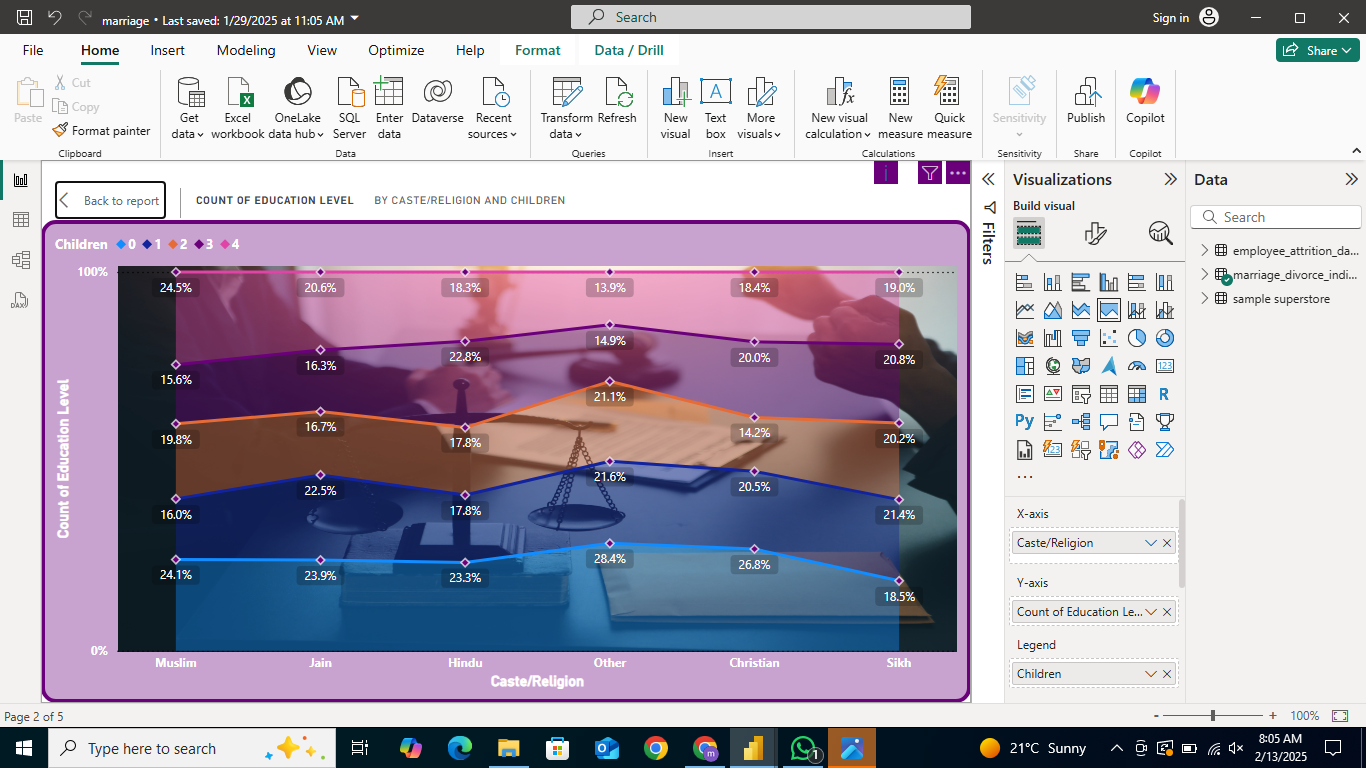 marriage • Last saved: 1/29/2025 at 11:05 AM
Search
Sign in
File Home Insert Modeling View Optimize Help Format Data / Drill
Share
Paste
Cut
Copy
Format painter
Clipboard
Get data
Excel workbook
OneLake data hub
SQL Server
Enter data
Dataverse
Recent sources
Data
Transform data
Refresh
Queries
New visual
Text box
More visuals
Insert
New visual calculation
New measure
Quick measure
Calculations
Sensitivity
Sensitivity
Publish
Share
Copilot
Copilot
Back to report
COUNT OF EDUCATION LEVEL
BY CASTE/RELIGION AND CHILDREN
Children 0 1 2 3 4
100%
24.5% 20.6% 18.3% 13.9% 18.4% 19.0%
15.6% 16.3% 22.8% 14.9% 20.0% 20.8%
19.8% 16.7% 17.8% 21.1% 14.2% 20.2%
16.0% 22.5% 17.8% 21.6% 20.5% 21.4%
24.1% 23.9% 23.3% 28.4% 26.8% 18.5%
0%
Count of Education Level
Muslim Jain Hindu Other Christian Sikh
Caste/Religion
Filters
Visualizations
Build visual
R
Py
123
X-axis
Caste/Religion
Y-axis
Count of Education Le...
Legend
Children
Data
Search
employee_attrition_da...
marriage_divorce_indi...
sample superstore
Page 2 of 5
- + 100%
Type here to search
1
21°C Sunny
8:05 AM
2/13/2025